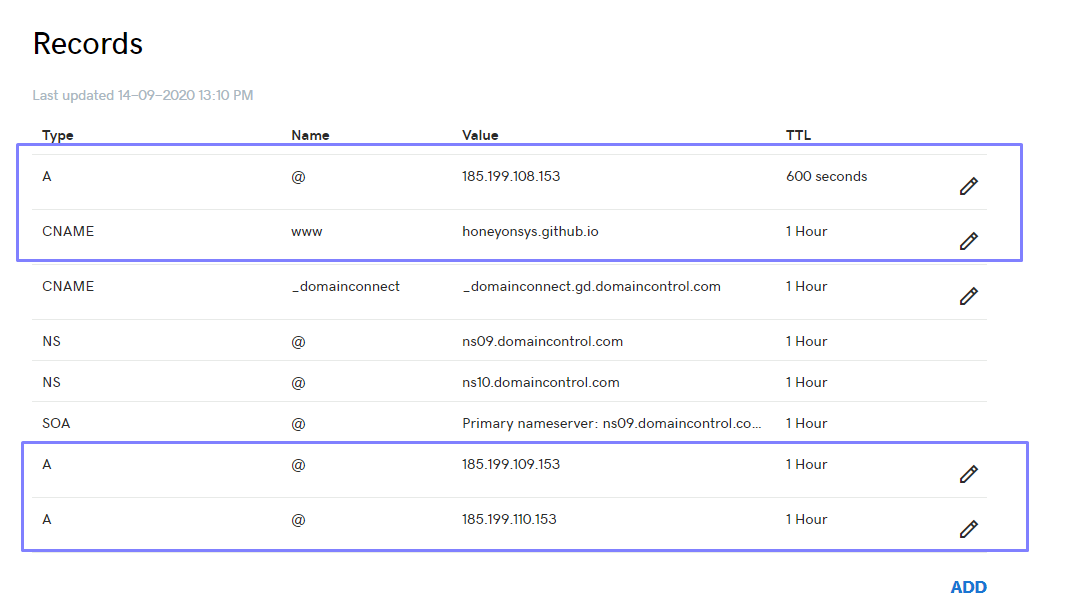 Records
Last updated 14-09-2020 13:10 PM
Type Name Value TTL
A @ 185.199.108.153 600 seconds
CNAME www honeyonsys.github.io 1 Hour
CNAME _domainconnect _domainconnect.gd.domaincontrol.com 1 Hour
NS @ ns09.domaincontrol.com 1 Hour
NS @ ns10.domaincontrol.com 1 Hour
SOA @ Primary nameserver: ns09.domaincontrol.co... 1 Hour
A @ 185.199.109.153 1 Hour
A @ 185.199.110.153 1 Hour
ADD